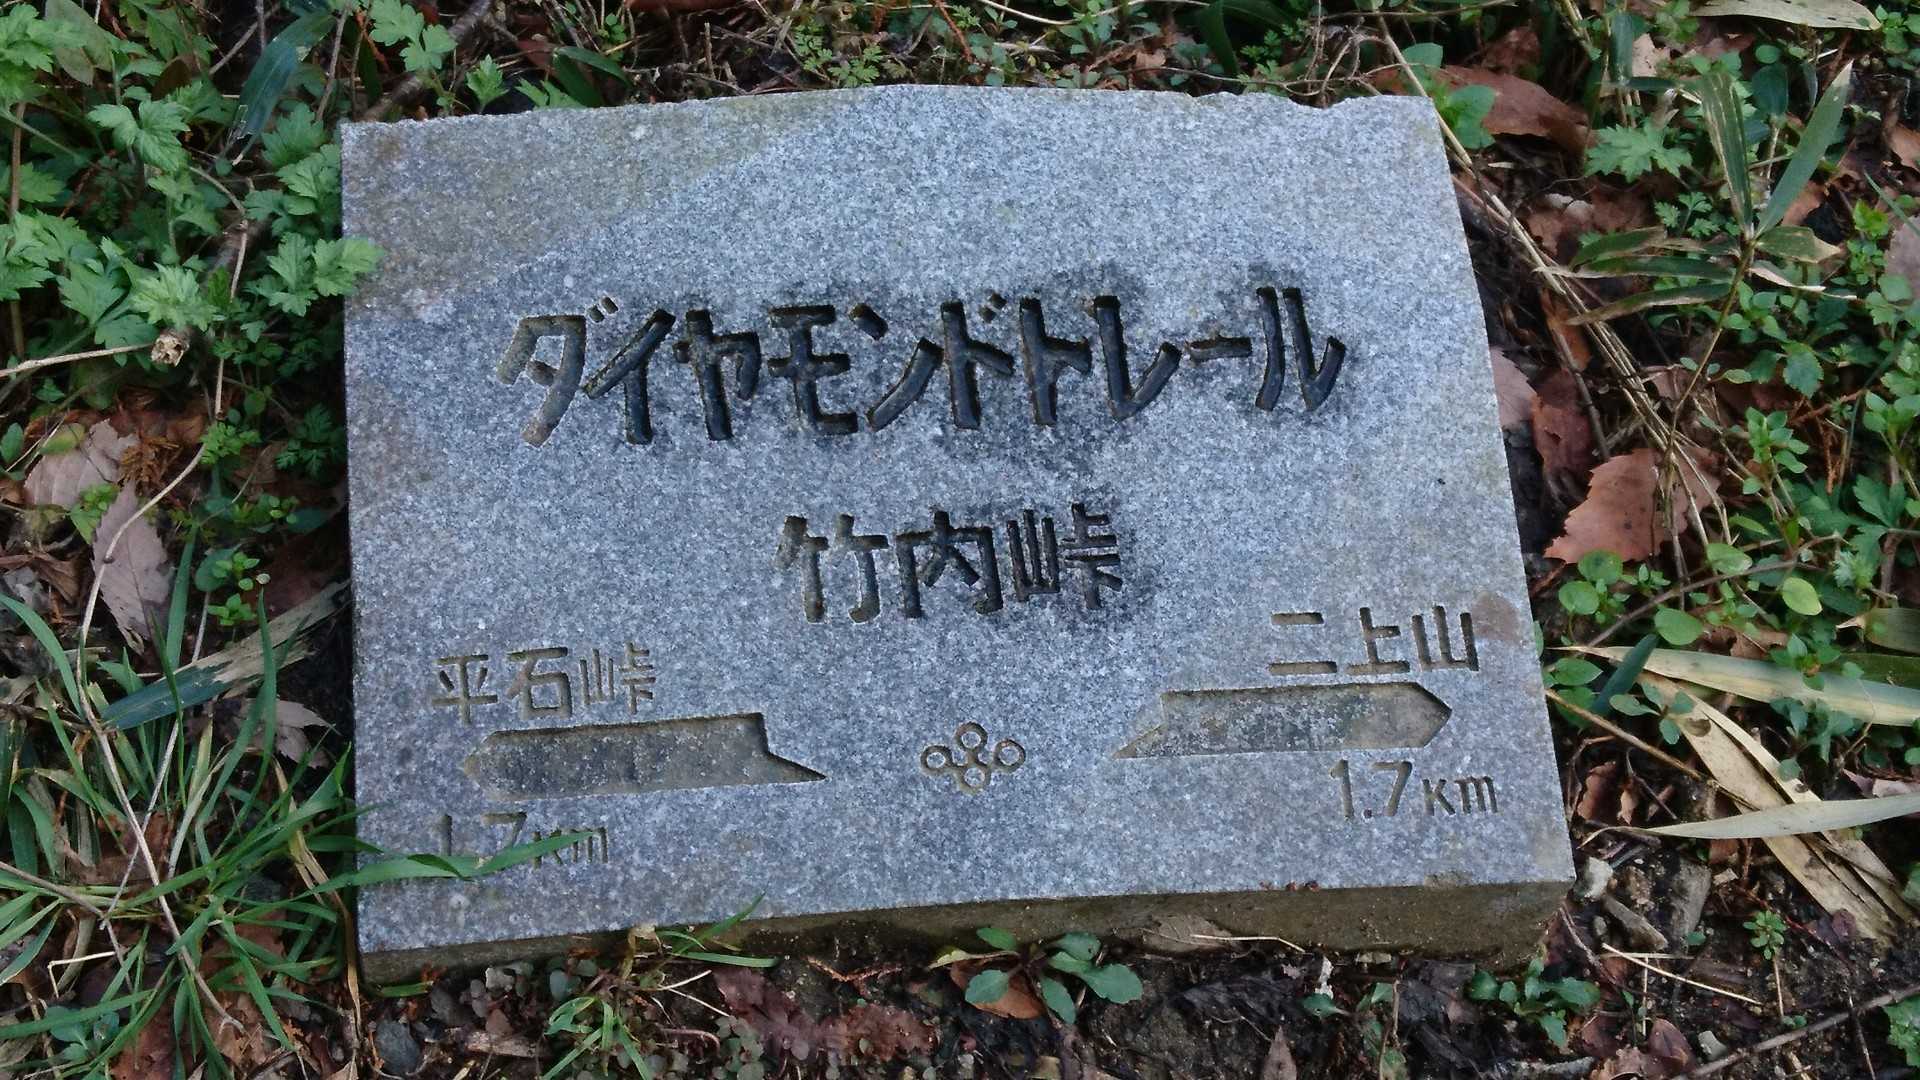 ダイヤモンドトレール
竹内峠
平石峠
二上山
1.7km
1.7km